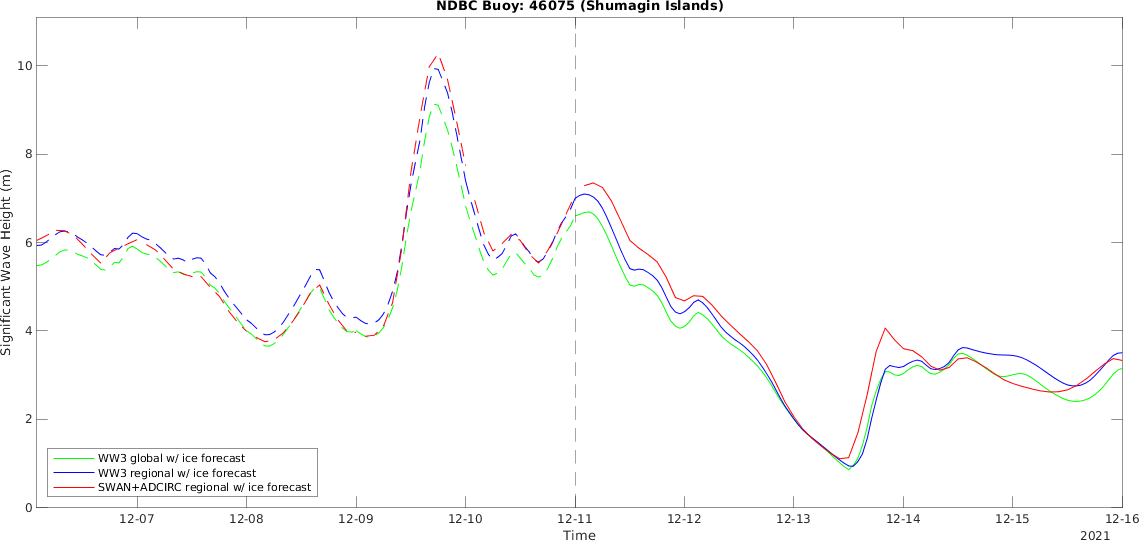 NDBC Buoy: 46075 (Shumagin Islands)
Significant Wave Height (m)
10
8
6
4
2
0
WW3 global w/ ice forecast
WW3 regional w/ ice forecast
SWAN+ADCIRC regional w/ ice forecast
12-07
12-08
12-09
12-10
12-11
12-12
12-13
12-14
12-15
12-16
Time
2021